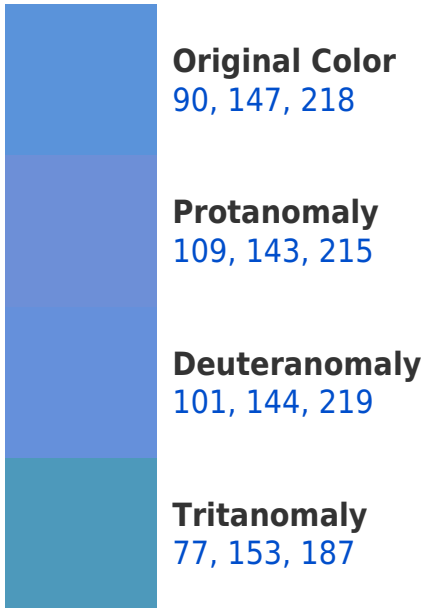 Original Color
90, 147, 218
Protanomaly
109, 143, 215
Deuteranomaly
101, 144, 219
Tritanomaly
77, 153, 187